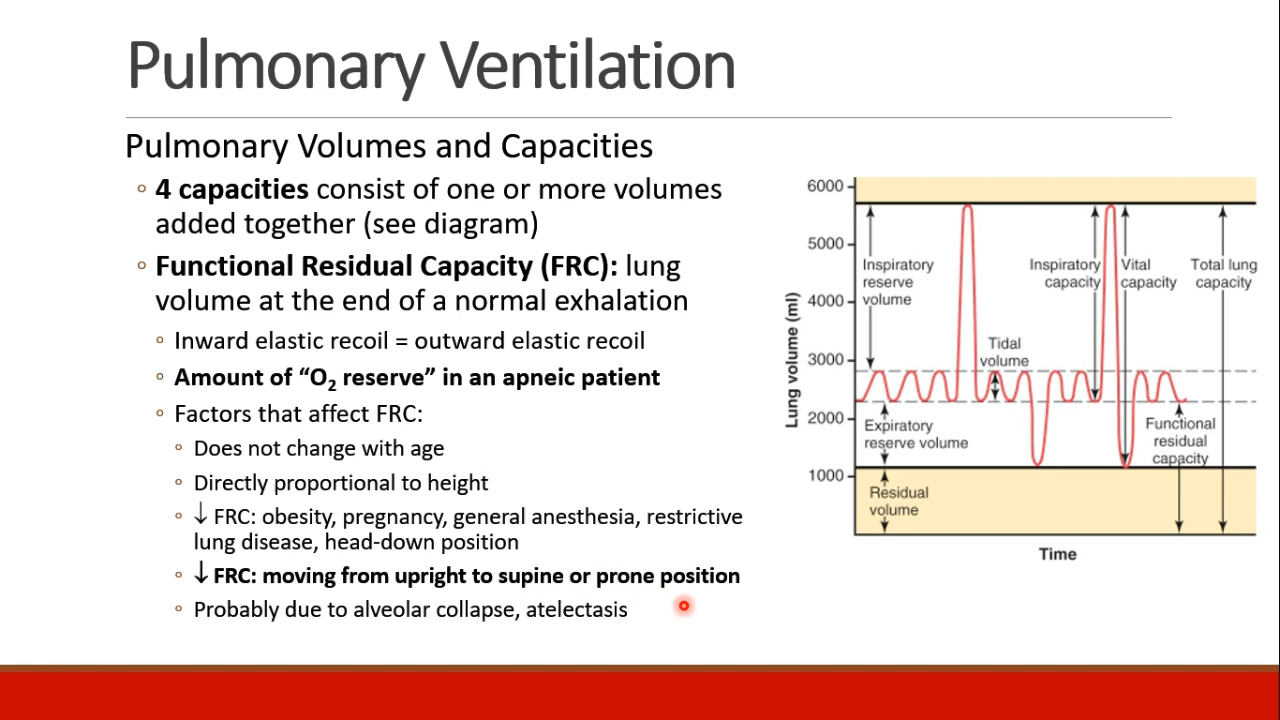 Pulmonary Ventilation
Pulmonary Volumes and Capacities
◦ 4 capacities consist of one or more volumes
added together (see diagram)
◦ Functional Residual Capacity (FRC): lung
volume at the end of a normal exhalation
◦ Inward elastic recoil = outward elastic recoil
◦ Amount of “O₂ reserve” in an apneic patient
◦ Factors that affect FRC:
◦ Does not change with age
◦ Directly proportional to height
◦ ↓ FRC: obesity, pregnancy, general anesthesia, restrictive
lung disease, head-down position
◦ ↓ FRC: moving from upright to supine or prone position
◦ Probably due to alveolar collapse, atelectasis
Lung volume (ml)
6000
5000
4000
3000
2000
1000
Inspiratory
reserve
volume
Tidal
volume
Inspiratory
capacity
Vital
capacity
Total lung
capacity
Expiratory
reserve volume
Functional
residual
capacity
Residual
volume
Time